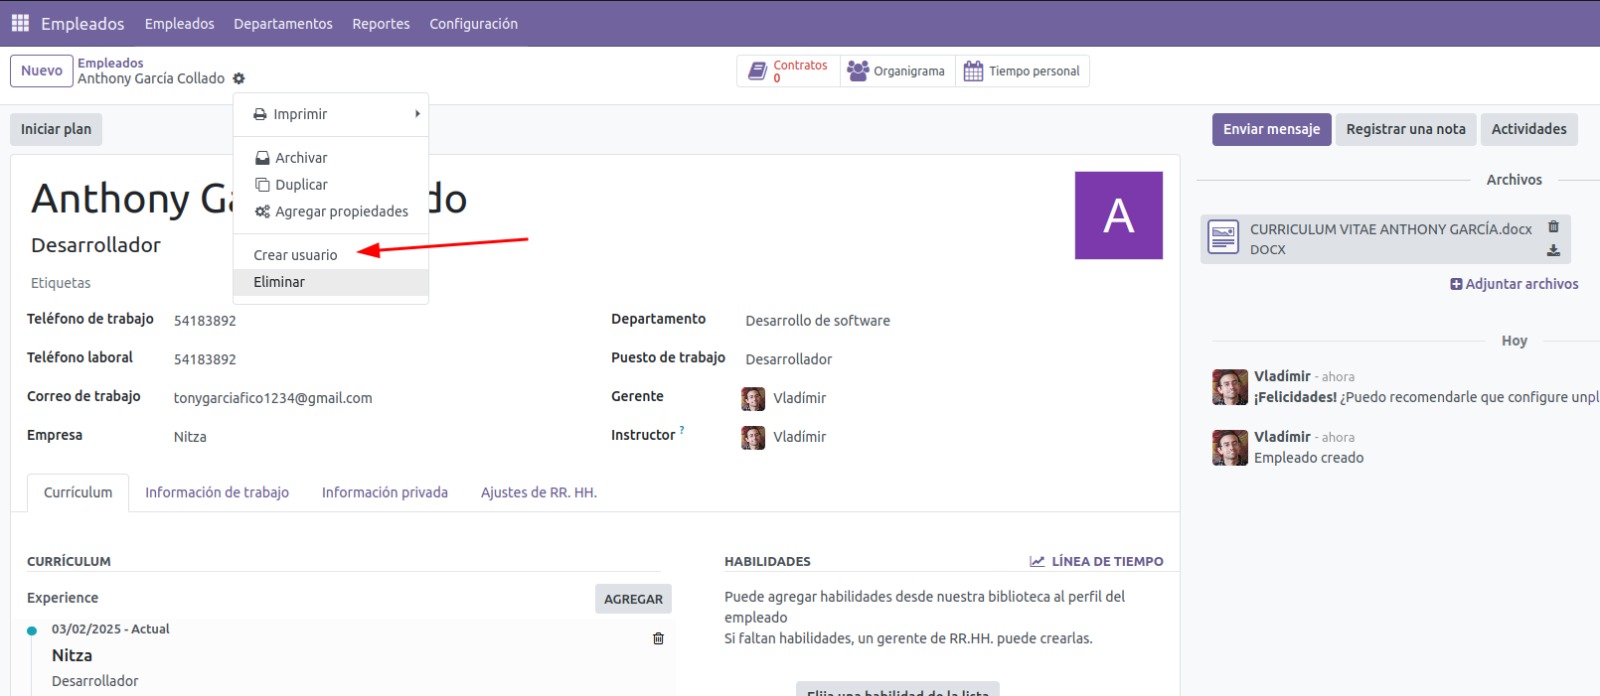 Empleados Empleados Departamentos Reportes Configuración
Nuevo
Empleados
Anthony García Collado
Contratos
0
Organigrama
Tiempo personal
Imprimir
Archivar
Duplicar
Agregar propiedades
Crear usuario
Eliminar
Iniciar plan
Enviar mensaje
Registrar una nota
Actividades
Anthony Ga do
Desarrollador
Etiquetas
A
Teléfono de trabajo 54183892
Teléfono laboral 54183892
Correo de trabajo tonygarciafico1234@gmail.com
Empresa Nitza
Departamento Desarrollo de software
Puesto de trabajo Desarrollador
Gerente Vladímir
Instructor ? Vladímir
Currículum Información de trabajo Información privada Ajustes de RR. HH.
CURRÍCULUM
Experience
AGREGAR
03/02/2025 - Actual
Nitza
Desarrollador
HABILIDADES
LÍNEA DE TIEMPO
Puede agregar habilidades desde nuestra biblioteca al perfil del
empleado
Si faltan habilidades, un gerente de RR.HH. puede crearlas.
Elija una habilidad de la lista
Archivos
CURRICULUM VITAE ANTHONY GARCÍA.docx
DOCX
Adjuntar archivos
Hoy
Vladímir - ahora
¡Felicidades! ¿Puedo recomendarle que configure unpl
Vladímir - ahora
Empleado creado